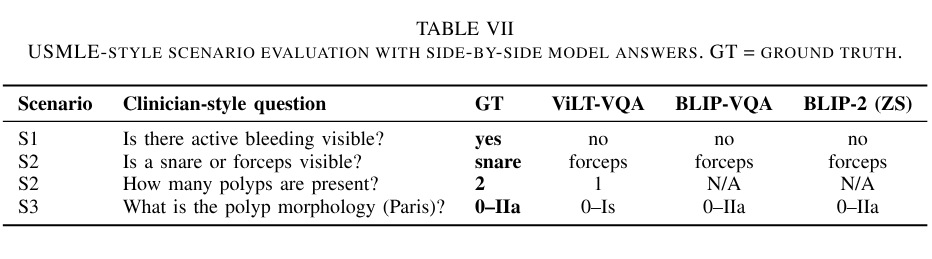 TABLE VII
USMLE-STYLE SCENARIO EVALUATION WITH SIDE-BY-SIDE MODEL ANSWERS. GT = GROUND TRUTH.
Scenario Clinician-style question GT ViLT-VQA BLIP-VQA BLIP-2 (ZS)
S1 Is there active bleeding visible? yes no no no
S2 Is a snare or forceps visible? snare forceps forceps forceps
S2 How many polyps are present? 2 1 N/A N/A
S3 What is the polyp morphology (Paris)? 0–IIa 0–Is 0–IIa 0–IIa